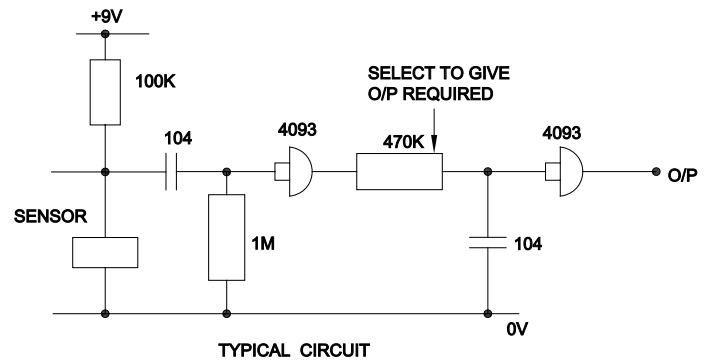 +9V
100K
SELECT TO GIVE
O/P REQUIRED
104
4093
470K
4093
O/P
SENSOR
1M
104
0V
TYPICAL CIRCUIT